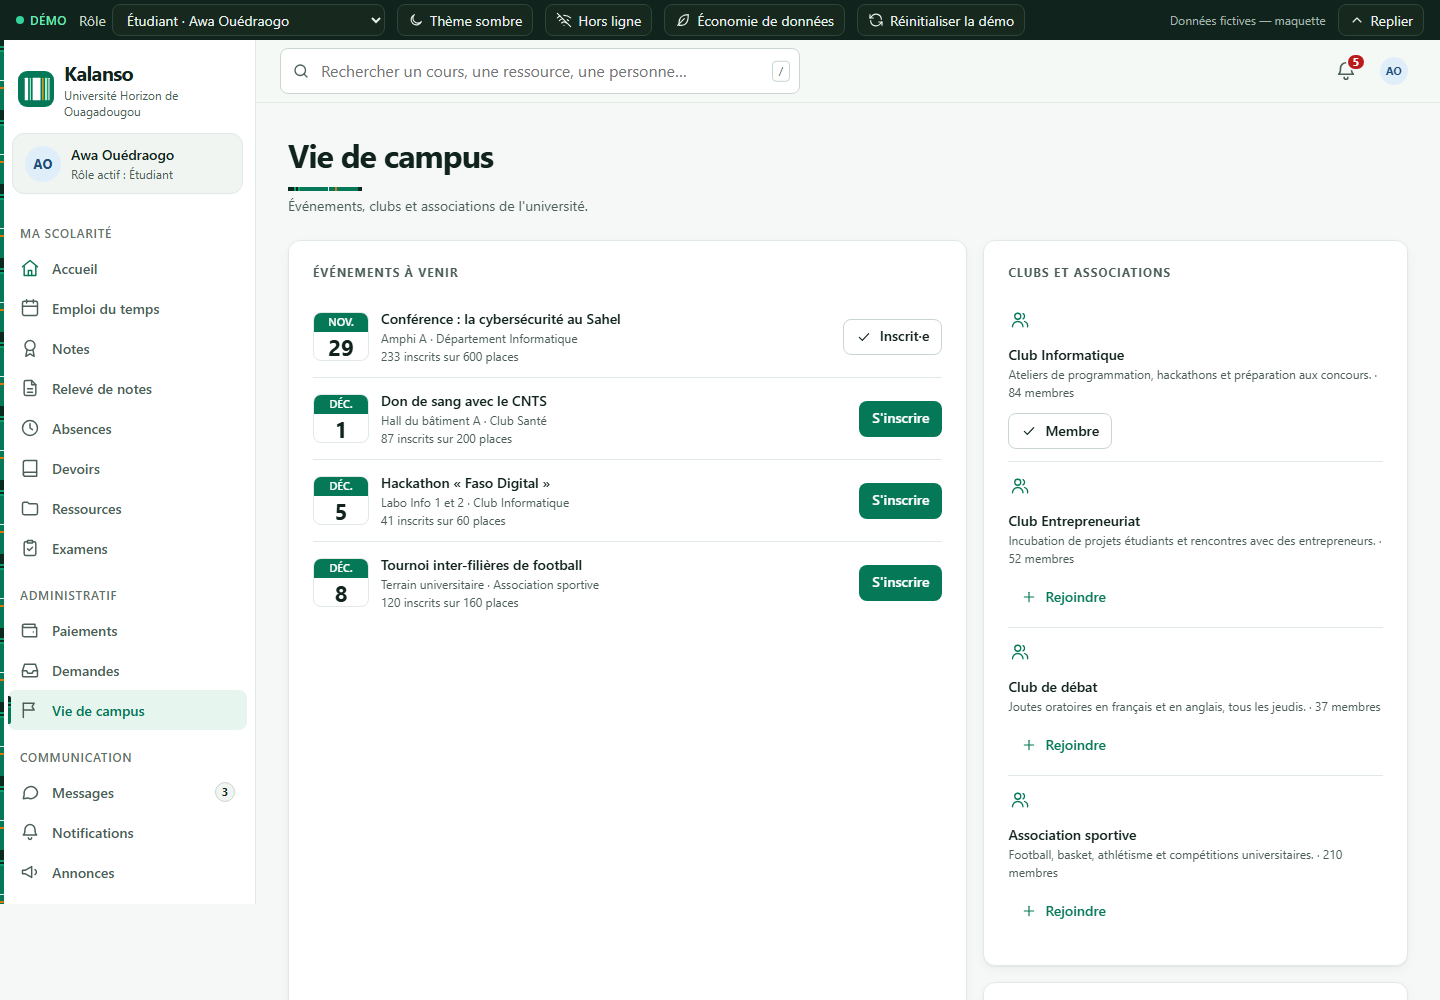 DÉMO Rôle Étudiant · Awa Ouédraogo Thème sombre Hors ligne Économie de données Réinitialiser la démo Données fictives — maquette Replier
Kalanso
Université Horizon de
Ouagadougou
Rechercher un cours, une ressource, une personne... /
5
AO
AO
Awa Ouédraogo
Rôle actif : Étudiant
MA SCOLARITÉ
Accueil
Emploi du temps
Notes
Relevé de notes
Absences
Devoirs
Ressources
Examens
ADMINISTRATIF
Paiements
Demandes
Vie de campus
COMMUNICATION
Messages 3
Notifications
Annonces
Vie de campus
Événements, clubs et associations de l'université.
ÉVÉNEMENTS À VENIR
NOV.
29
Conférence : la cybersécurité au Sahel
Amphi A · Département Informatique
233 inscrits sur 600 places
Inscrit·e
DÉC.
1
Don de sang avec le CNTS
Hall du bâtiment A · Club Santé
87 inscrits sur 200 places
S'inscrire
DÉC.
5
Hackathon « Faso Digital »
Labo Info 1 et 2 · Club Informatique
41 inscrits sur 60 places
S'inscrire
DÉC.
8
Tournoi inter-filières de football
Terrain universitaire · Association sportive
120 inscrits sur 160 places
S'inscrire
CLUBS ET ASSOCIATIONS
Club Informatique
Ateliers de programmation, hackathons et préparation aux concours. ·
84 membres
Membre
Club Entrepreneuriat
Incubation de projets étudiants et rencontres avec des entrepreneurs. ·
52 membres
Rejoindre
Club de débat
Joutes oratoires en français et en anglais, tous les jeudis. · 37 membres
Rejoindre
Association sportive
Football, basket, athlétisme et compétitions universitaires. · 210
membres
Rejoindre